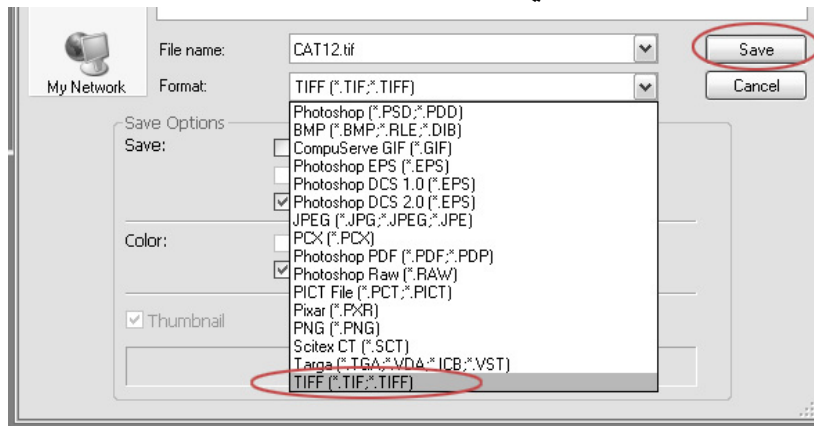 File name:
CAT12.tif
Save
My Network
Format:
TIFF (*.TIF;*.TIFF)
Cancel
Save Options
Save:
Photoshop (*.PSD;*.PDD)
BMP (*.BMP;*.RLE;*.DIB)
CompuServe GIF (*.GIF)
Photoshop EPS (*.EPS)
Photoshop DCS 1.0 (*.EPS)
Photoshop DCS 2.0 (*.EPS)
JPEG (*.JPG;*.JPEG;*.JPE)
Color:
PCX (*.PCX)
Photoshop PDF (*.PDF;*.PDP)
Photoshop Raw (*.RAW)
PICT File (*.PCT;*.PICT)
Pixar (*.PXR)
Thumbnail
PNG (*.PNG)
Scitex CT (*.SCT)
Targa (*.TGA;*.VDA;*.ICB;*.VST)
TIFF (*.TIF;*.TIFF)